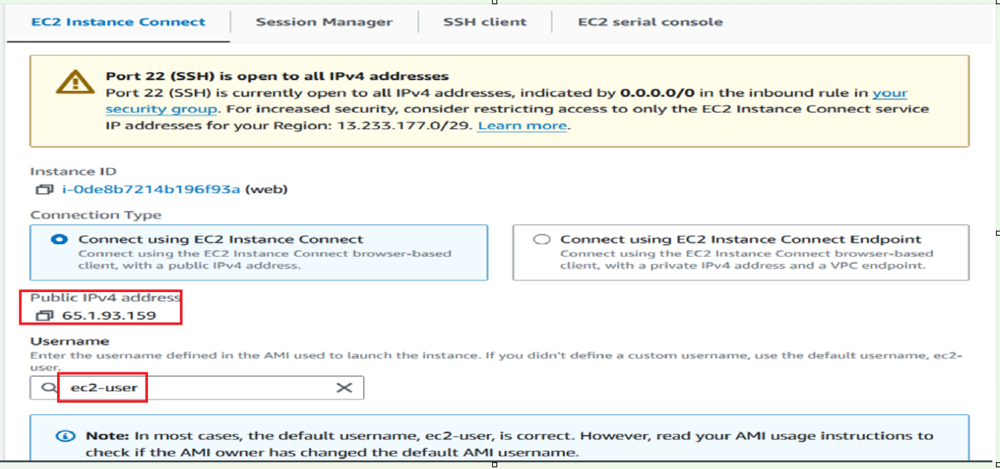 EC2 Instance Connect Session Manager SSH client EC2 serial console
Port 22 (SSH) is open to all IPv4 addresses
Port 22 (SSH) is currently open to all IPv4 addresses, indicated by 0.0.0.0/0 in the inbound rule in your
security group. For increased security, consider restricting access to only the EC2 Instance Connect service
IP addresses for your Region: 13.233.177.0/29. Learn more.
Instance ID
i-0de8b7214b196f93a (web)
Connection Type
Connect using EC2 Instance Connect
Connect using the EC2 Instance Connect browser-based
client, with a public IPv4 address.
Connect using EC2 Instance Connect Endpoint
Connect using the EC2 Instance Connect browser-based
client, with a private IPv4 address and a VPC endpoint.
Public IPv4 address
65.1.93.159
Username
Enter the username defined in the AMI used to launch the instance. If you didn't define a custom username, use the default username, ec2-
user.
ec2-user
Note: In most cases, the default username, ec2-user, is correct. However, read your AMI usage instructions to
check if the AMI owner has changed the default AMI username.